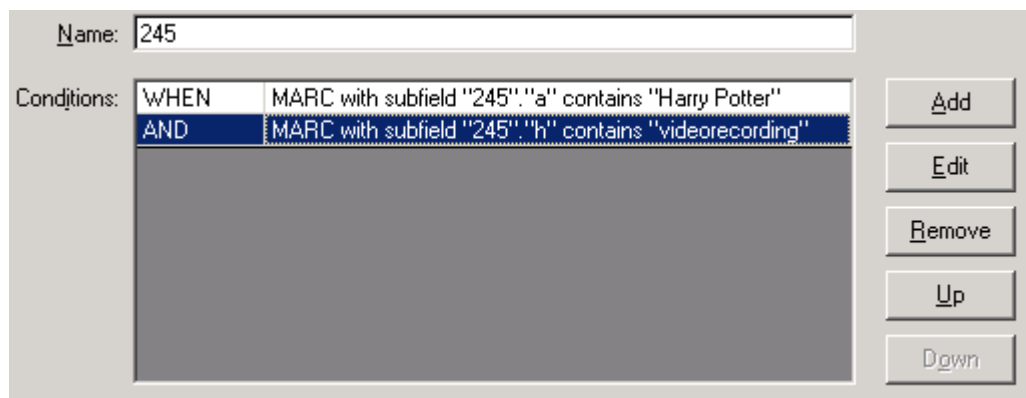 Name: 245
Conditions: WHEN MARC with subfield "245"."a" contains "Harry Potter"
AND MARC with subfield "245"."h" contains "videorecording"
Add
Edit
Remove
Up
Down